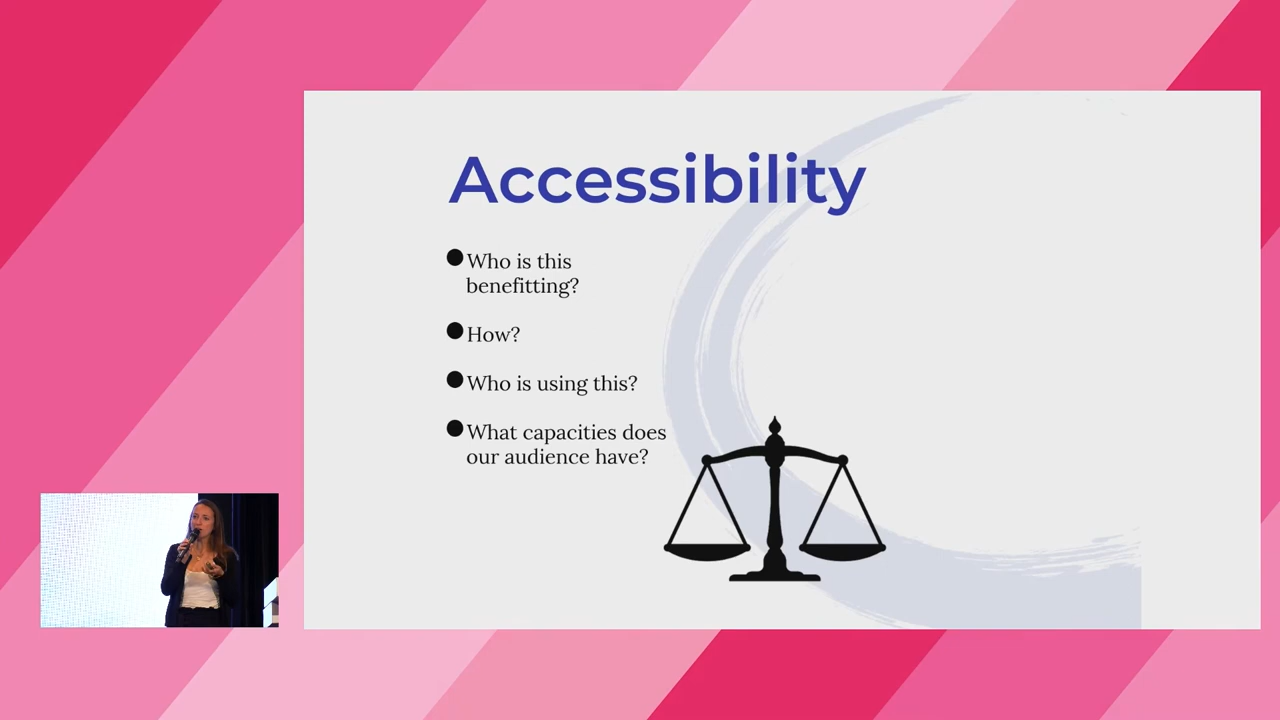 Accessibility
Who is this
benefitting?
How?
Who is using this?
What capacities does
our audience have?